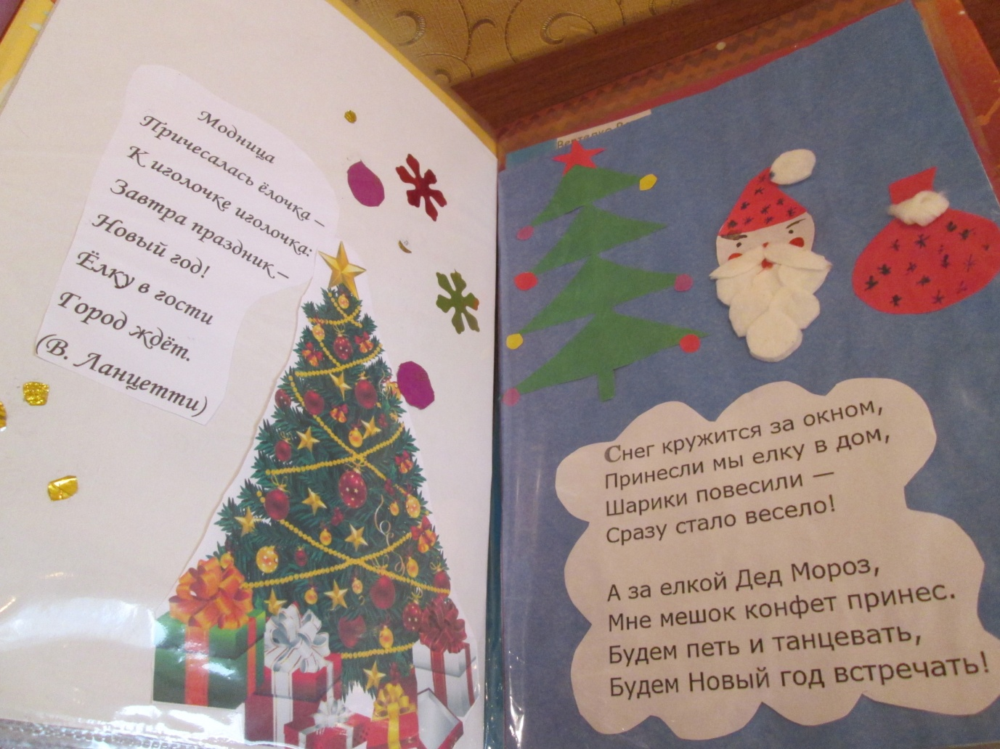 Модница
Причесалась ёлочка –
К иголочке иголочка:
Завтра праздник –
Новый год!
Ёлку в гости
Город ждёт.
(В. Ланцетти)
Снег кружится за окном,
Принесли мы елку в дом,
Шарики повесили —
Сразу стало весело!
А за елкой Дед Мороз,
Мне мешок конфет принес.
Будем петь и танцевать,
Будем Новый год встречать!